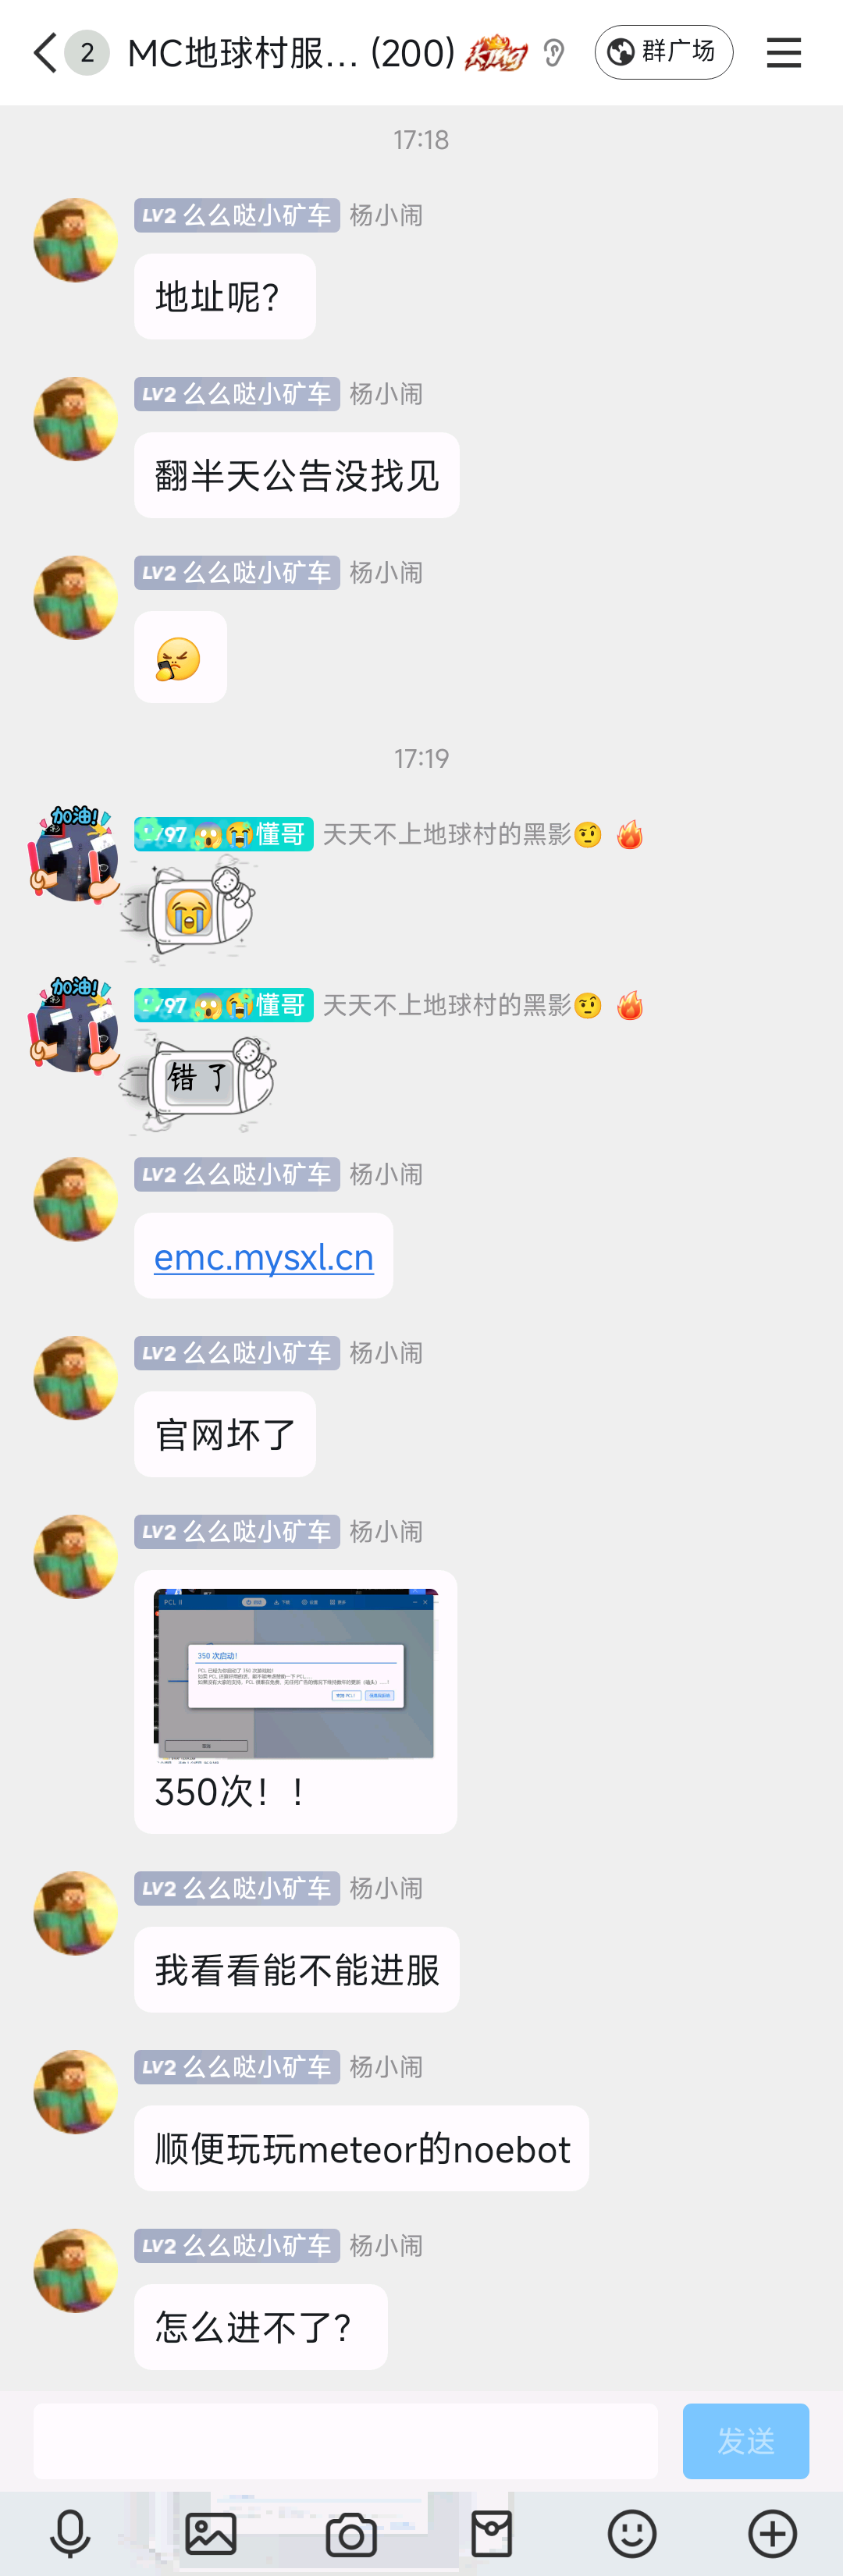 2 MC地球村服... (200) King 群广场
17:18
LV2 么么哒小矿车 杨小闹
地址呢？
LV2 么么哒小矿车 杨小闹
翻半天公告没找见
LV2 么么哒小矿车 杨小闹
17:19
加油!
97 😱😭懂哥 天天不上地球村的黑影🤨 🔥
加油!
97 😱😭懂哥 天天不上地球村的黑影🤨 🔥
错了
LV2 么么哒小矿车 杨小闹
emc.mysxl.cn
LV2 么么哒小矿车 杨小闹
官网坏了
LV2 么么哒小矿车 杨小闹
PCL II
350 次启动！
350次！！
LV2 么么哒小矿车 杨小闹
我看看能不能进服
LV2 么么哒小矿车 杨小闹
顺便玩玩meteor的noebot
LV2 么么哒小矿车 杨小闹
怎么进不了？
发送